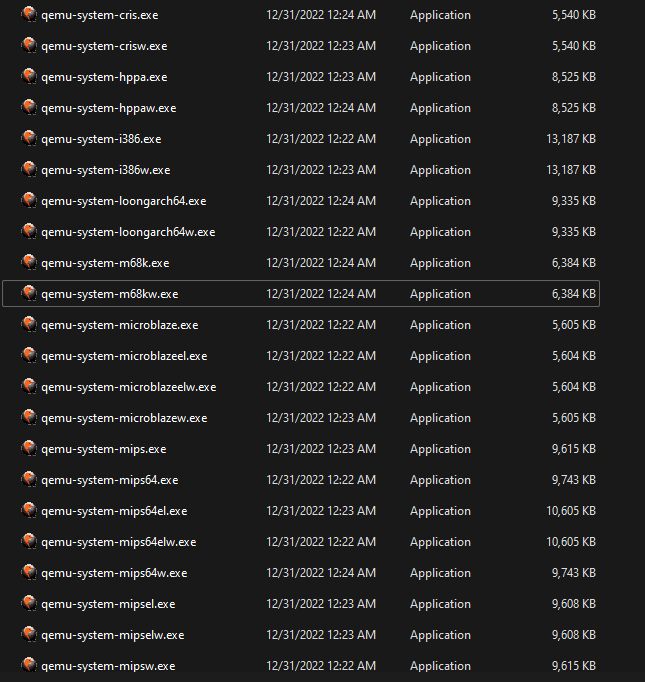 qemu-system-cris.exe 12/31/2022 12:24 AM Application 5,540 KB
qemu-system-crisw.exe 12/31/2022 12:24 AM Application 5,540 KB
qemu-system-hppa.exe 12/31/2022 12:23 AM Application 8,525 KB
qemu-system-hppaw.exe 12/31/2022 12:24 AM Application 8,525 KB
qemu-system-i386.exe 12/31/2022 12:22 AM Application 13,187 KB
qemu-system-i386w.exe 12/31/2022 12:23 AM Application 13,187 KB
qemu-system-loongarch64.exe 12/31/2022 12:24 AM Application 9,335 KB
qemu-system-loongarch64w.exe 12/31/2022 12:22 AM Application 9,335 KB
qemu-system-m68k.exe 12/31/2022 12:24 AM Application 6,384 KB
qemu-system-m68kw.exe 12/31/2022 12:24 AM Application 6,384 KB
qemu-system-microblaze.exe 12/31/2022 12:22 AM Application 5,605 KB
qemu-system-microblazeel.exe 12/31/2022 12:22 AM Application 5,604 KB
qemu-system-microblazeelw.exe 12/31/2022 12:22 AM Application 5,604 KB
qemu-system-microblazew.exe 12/31/2022 12:23 AM Application 5,605 KB
qemu-system-mips.exe 12/31/2022 12:23 AM Application 9,615 KB
qemu-system-mips64.exe 12/31/2022 12:22 AM Application 9,743 KB
qemu-system-mips64el.exe 12/31/2022 12:23 AM Application 10,605 KB
qemu-system-mips64elw.exe 12/31/2022 12:22 AM Application 10,605 KB
qemu-system-mips64w.exe 12/31/2022 12:24 AM Application 9,743 KB
qemu-system-mipsel.exe 12/31/2022 12:23 AM Application 9,608 KB
qemu-system-mipselw.exe 12/31/2022 12:23 AM Application 9,608 KB
qemu-system-mipsw.exe 12/31/2022 12:22 AM Application 9,615 KB